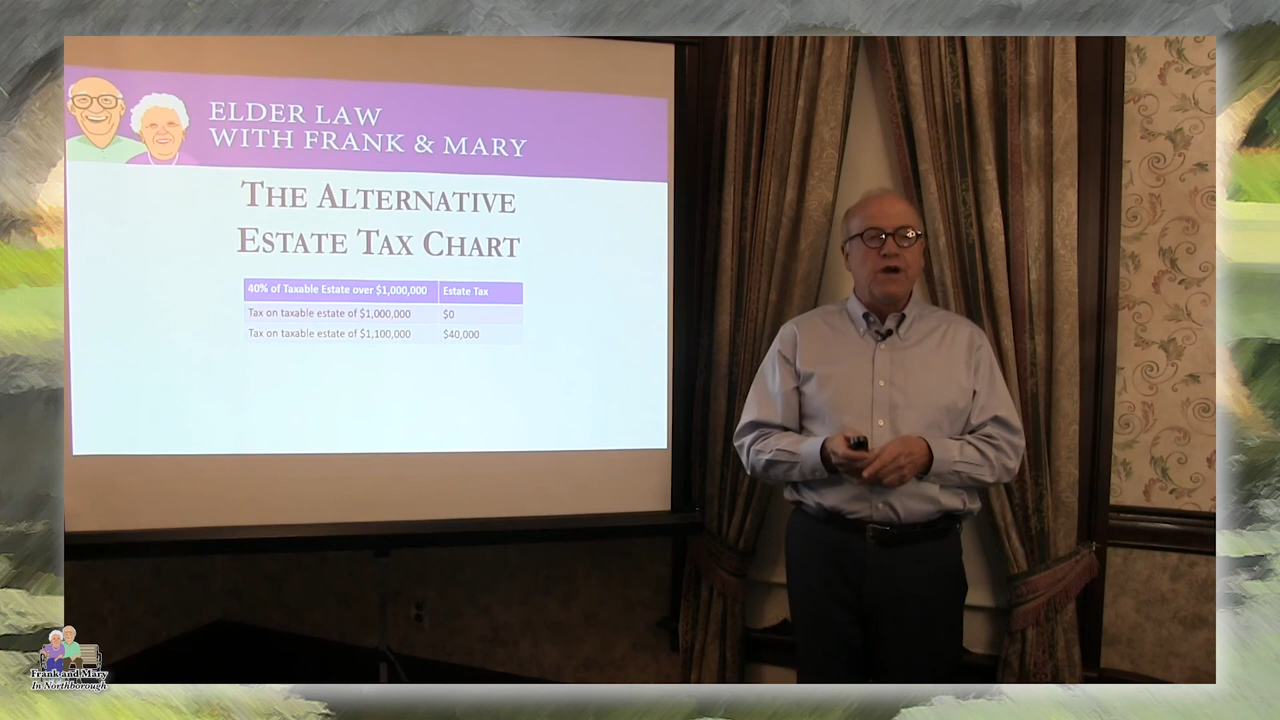 ELDER LAW
WITH FRANK & MARY
THE ALTERNATIVE
ESTATE TAX CHART
40% of Taxable Estate over $1,000,000 Estate Tax
Tax on taxable estate of $1,000,000 $0
Tax on taxable estate of $1,100,000 $40,000
Frank and Mary
In Northborough